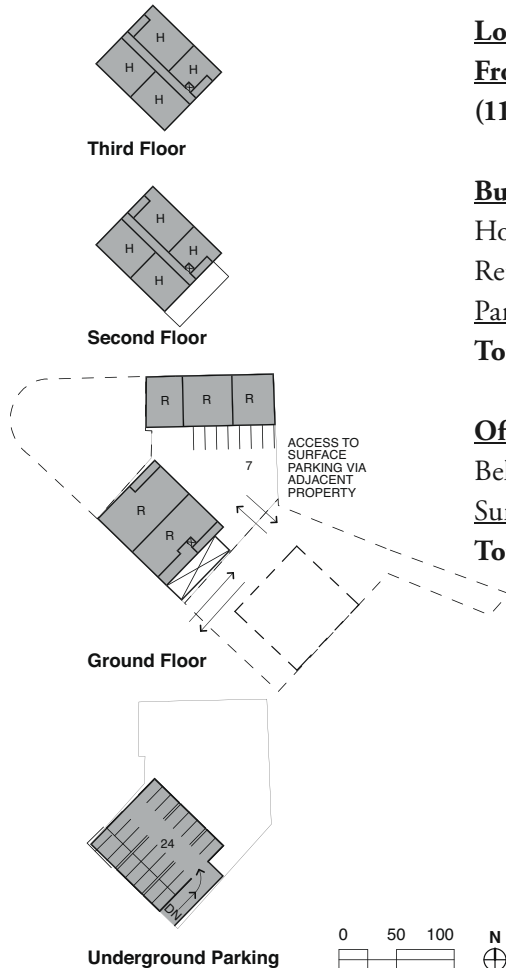 H
H
H
H
Third Floor
H
H
H
H
Second Floor
R
R
R
7
ACCESS TO
SURFACE
PARKING VIA
ADJACENT
PROPERTY
R
R
Ground Floor
24
DN
Underground Parking
0 50 100
N
(11